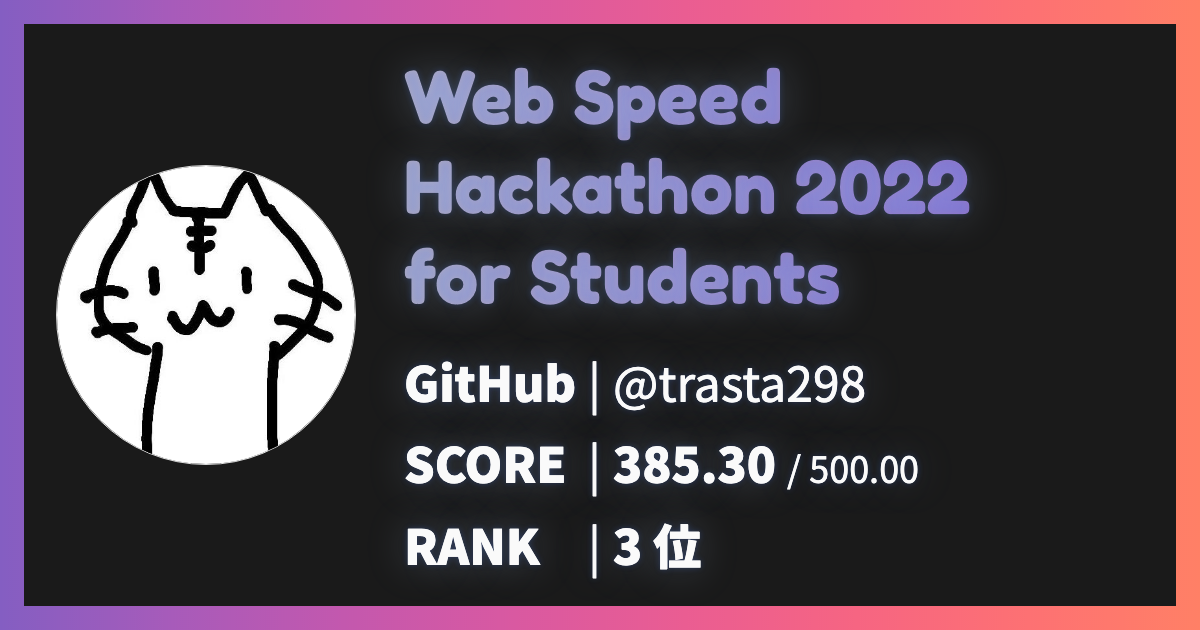 Web Speed
Hackathon 2022
for Students
GitHub | @trasta298
SCORE | 385.30 / 500.00
RANK | 3 位